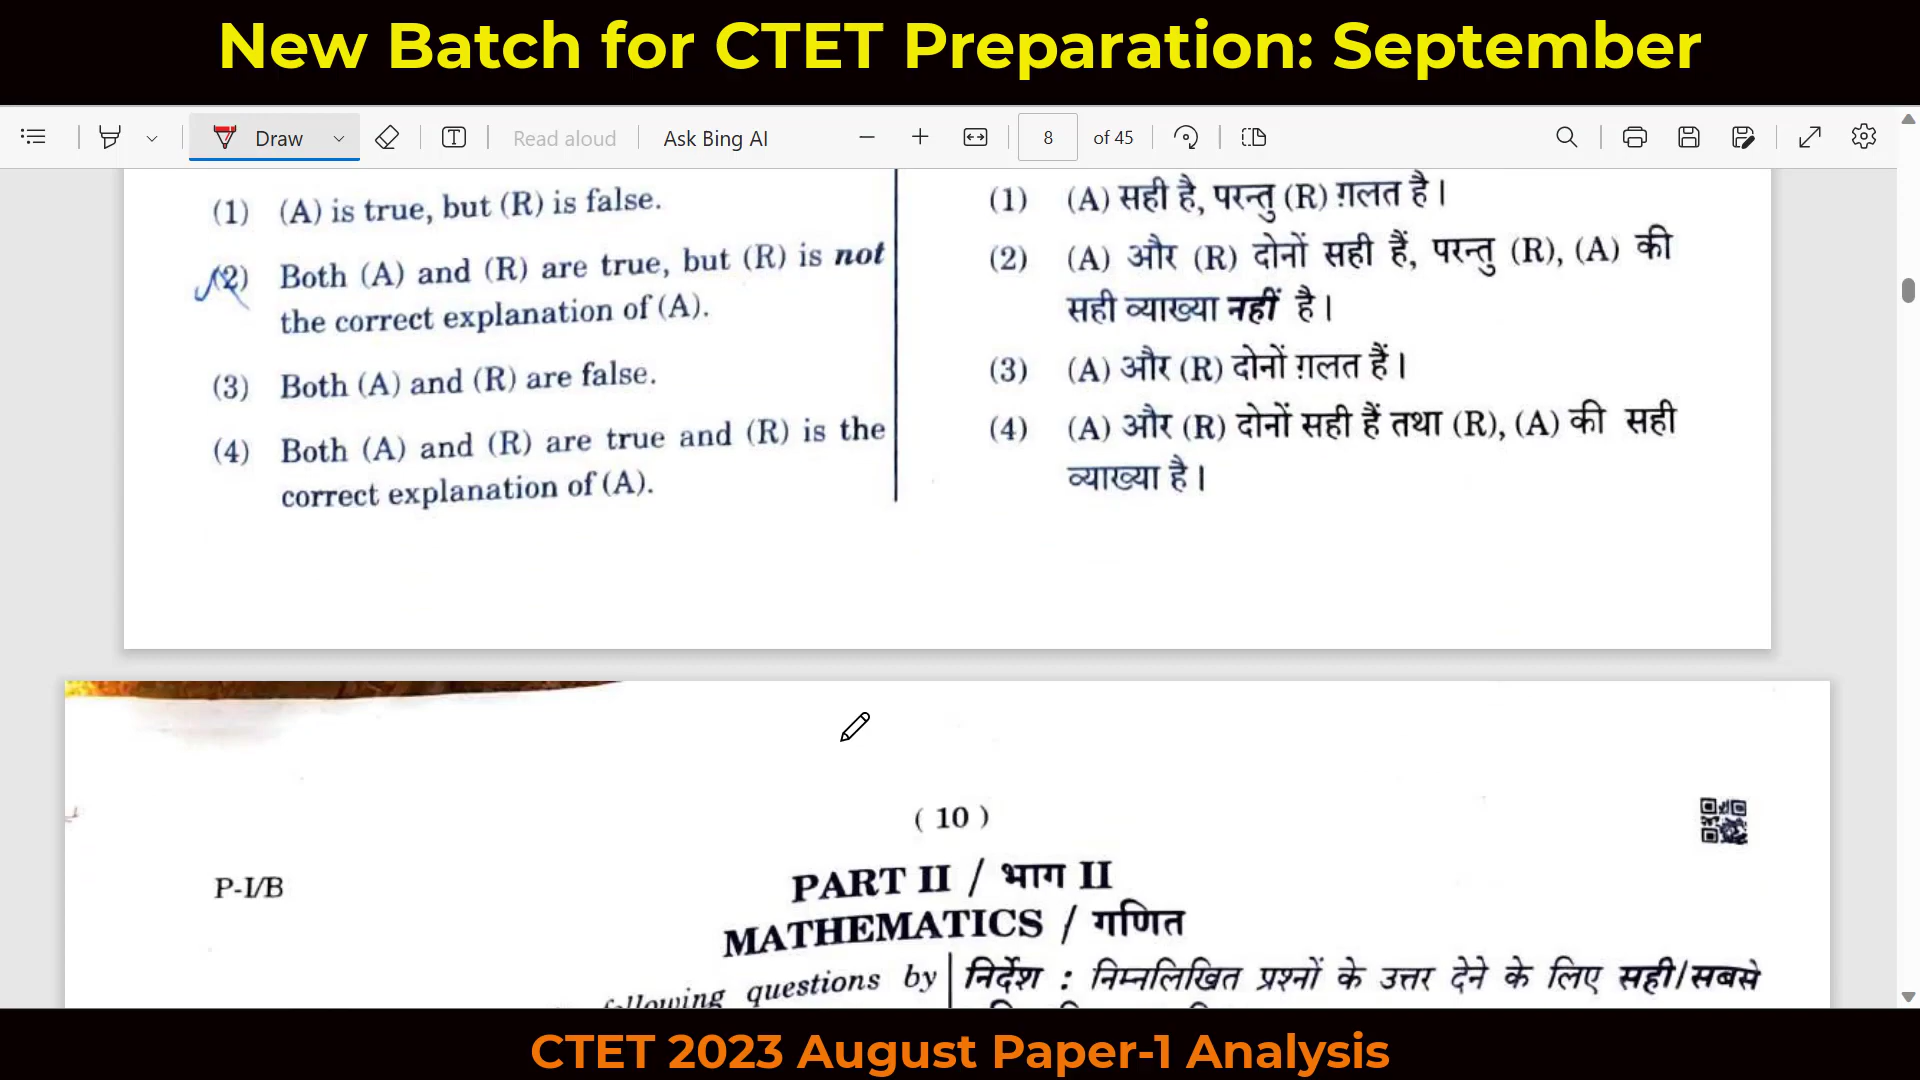 New Batch for CTET Preparation: September
Draw
Read aloud
Ask Bing AI
8
of 45
(1) (A) is true, but (R) is false.
(2) Both (A) and (R) are true, but (R) is not
the correct explanation of (A).
(3) Both (A) and (R) are false.
(4) Both (A) and (R) are true and (R) is the
correct explanation of (A).
(1) (A) सही है, परन्तु (R) ग़लत है।
(2) (A) और (R) दोनों सही हैं, परन्तु (R), (A) की
सही व्याख्या नहीं है।
(3) (A) और (R) दोनों ग़लत हैं।
(4) (A) और (R) दोनों सही हैं तथा (R), (A) की सही
व्याख्या है।
( 10 )
P-I/B
PART II / भाग II
MATHEMATICS / गणित
following questions by
निर्देश : निम्नलिखित प्रश्नों के उत्तर देने के लिए सही/सबसे
CTET 2023 August Paper-1 Analysis